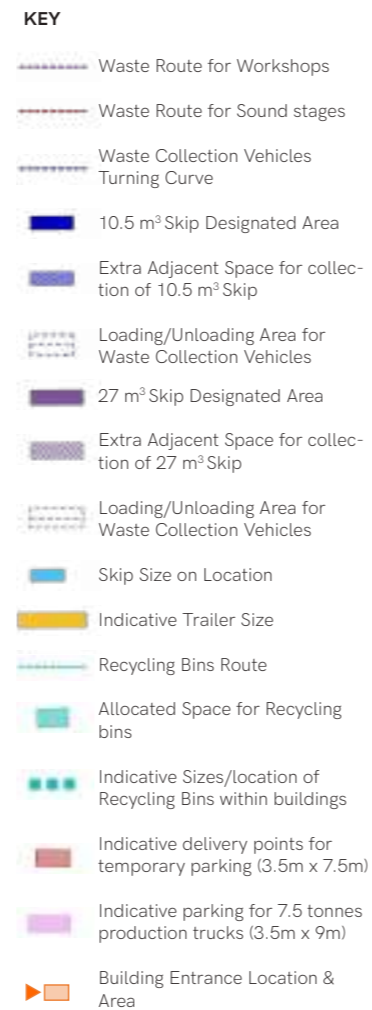 KEY
Waste Route for Workshops
Waste Route for Sound stages
Waste Collection Vehicles
Turning Curve
10.5 m³ Skip Designated Area
Extra Adjacent Space for collec-
tion of 10.5 m³ Skip
Loading/Unloading Area for
Waste Collection Vehicles
27 m³ Skip Designated Area
Extra Adjacent Space for collec-
tion of 27 m³ Skip
Loading/Unloading Area for
Waste Collection Vehicles
Skip Size on Location
Indicative Trailer Size
Recycling Bins Route
Allocated Space for Recycling
bins
Indicative Sizes/location of
Recycling Bins within buildings
Indicative delivery points for
temporary parking (3.5m x 7.5m)
Indicative parking for 7.5 tonnes
production trucks (3.5m x 9m)
Building Entrance Location &
Area